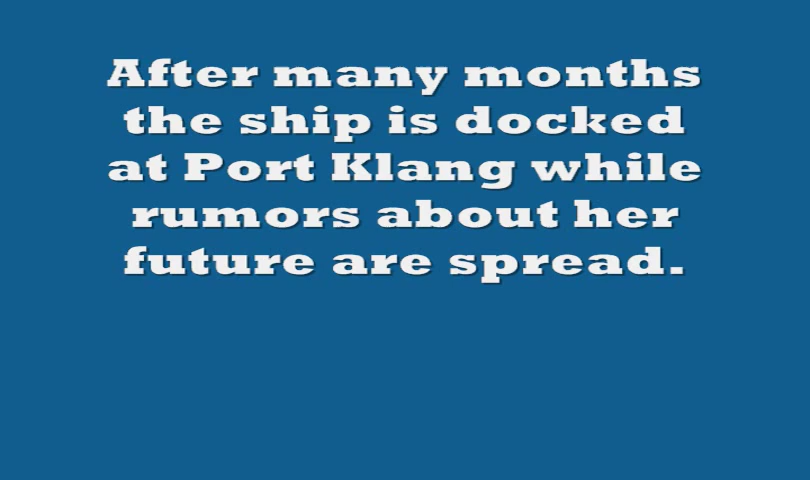 After many months
the ship is docked
at Port Klang while
rumors about her
future are spread.